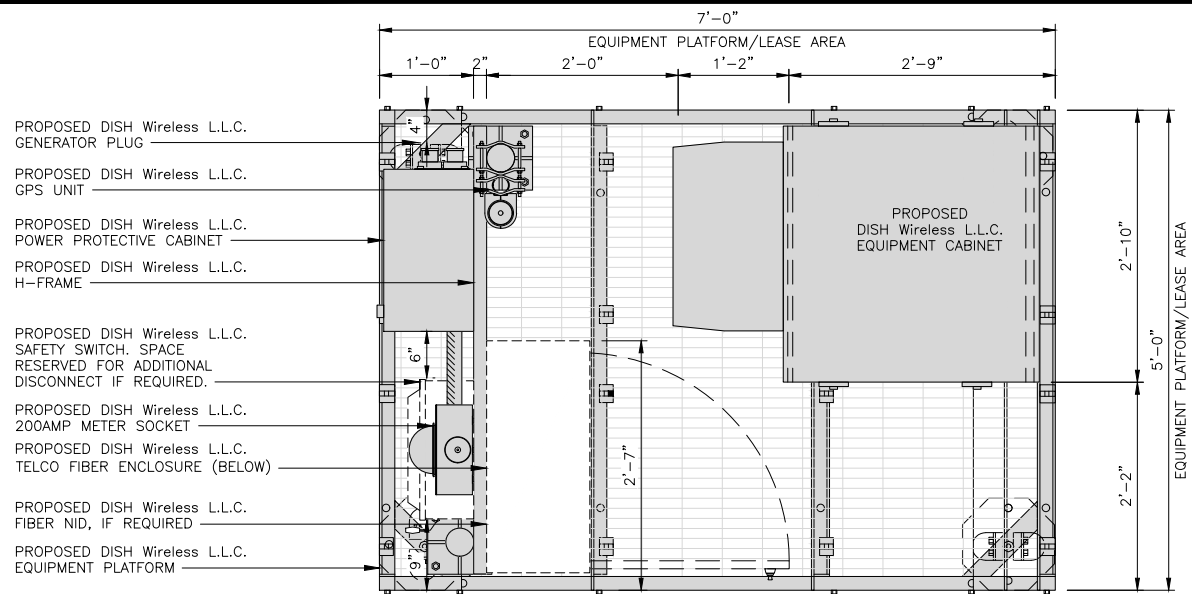 7'-0"
EQUIPMENT PLATFORM/LEASE AREA
1'-0"
2"
2'-0"
1'-2"
2'-9"
PROPOSED DISH Wireless L.L.C.
GENERATOR PLUG
PROPOSED DISH Wireless L.L.C.
GPS UNIT
PROPOSED DISH Wireless L.L.C.
POWER PROTECTIVE CABINET
PROPOSED DISH Wireless L.L.C.
H-FRAME
PROPOSED DISH Wireless L.L.C.
SAFETY SWITCH. SPACE
RESERVED FOR ADDITIONAL
DISCONNECT IF REQUIRED.
PROPOSED DISH Wireless L.L.C.
200AMP METER SOCKET
PROPOSED DISH Wireless L.L.C.
TELCO FIBER ENCLOSURE (BELOW)
PROPOSED DISH Wireless L.L.C.
FIBER NID, IF REQUIRED
PROPOSED DISH Wireless L.L.C.
EQUIPMENT PLATFORM
4"
6"
9"
2'-7"
PROPOSED
DISH Wireless L.L.C.
EQUIPMENT CABINET
2'-10"
2'-2"
5'-0"
EQUIPMENT PLATFORM/LEASE AREA